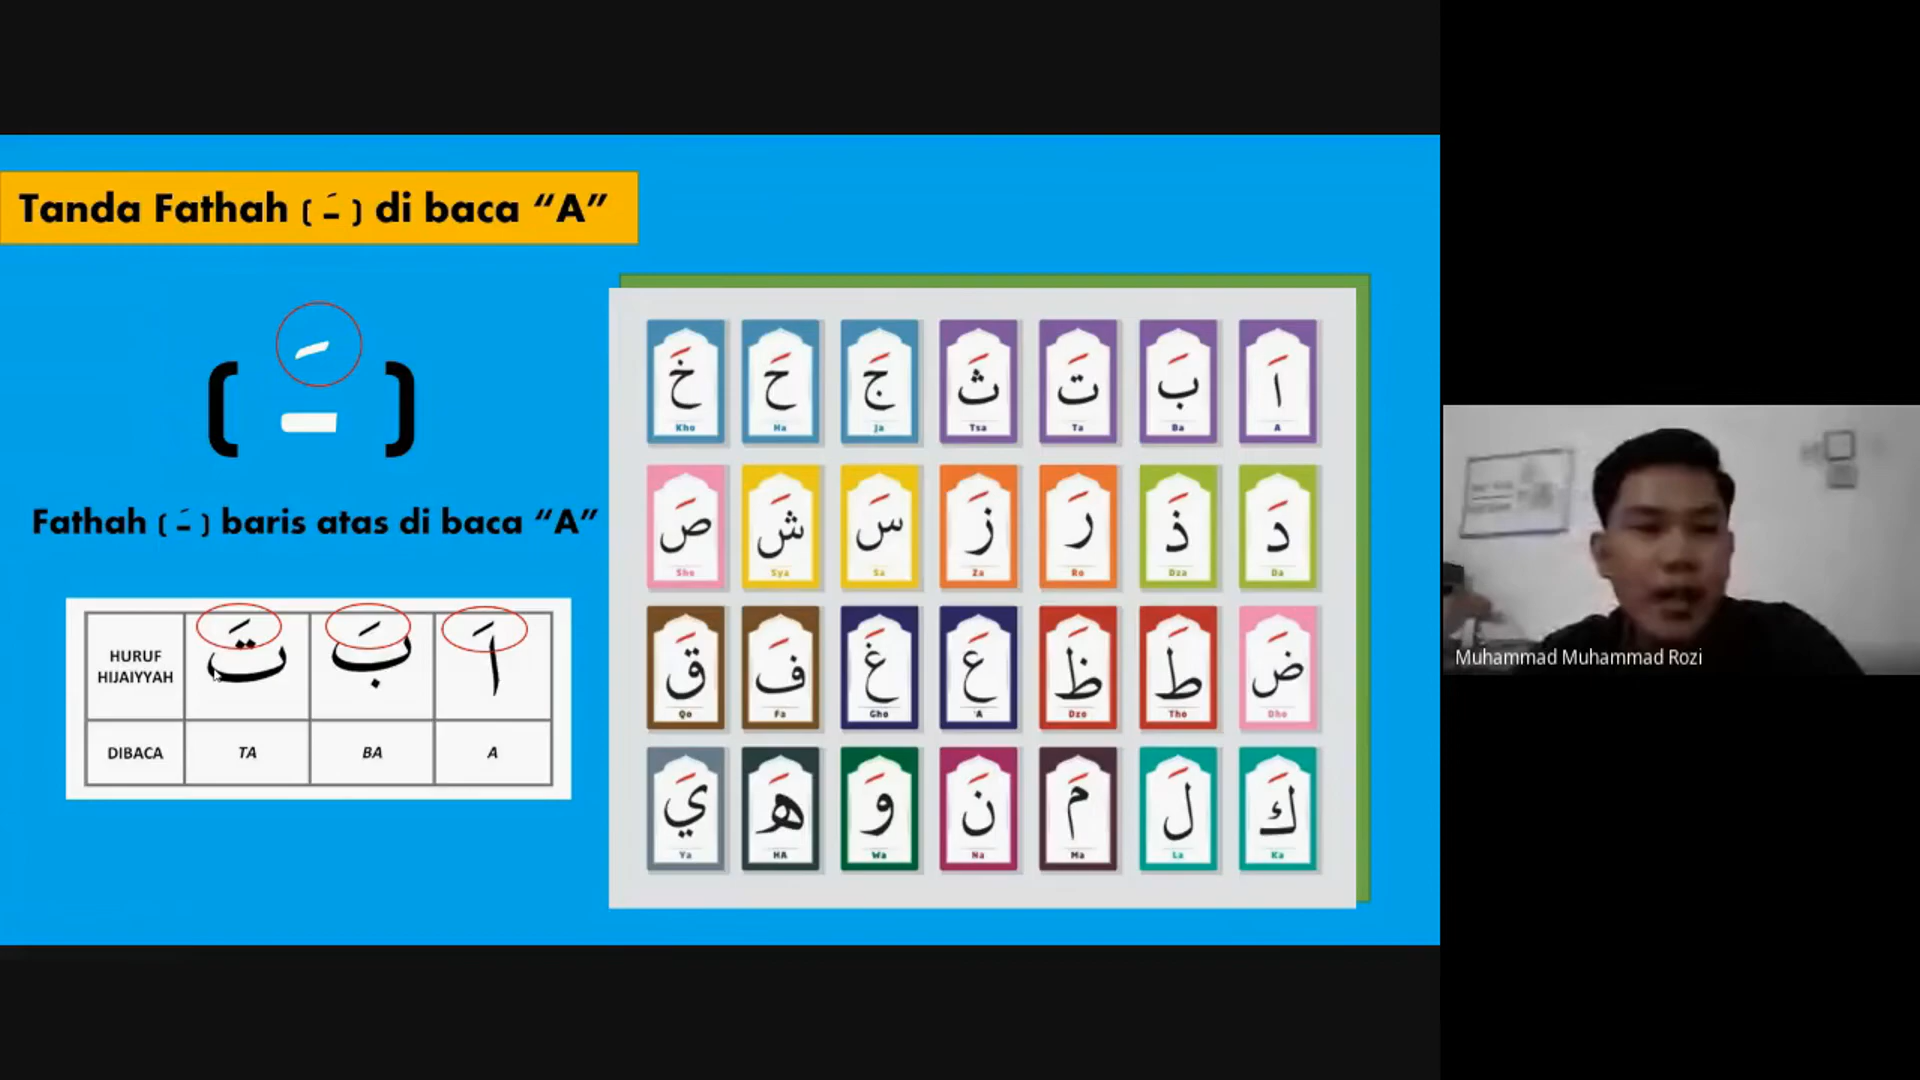 Tanda Fathah ( ـَ ) di baca “A”
( ـَ )
Fathah ( ـَ ) baris atas di baca “A”
HURUF HIJAIYYAH تَ بَ اَ
DIBACA TA BA A
خَ حَ جَ ثَ تَ بَ اَ
Kho Ha Ja Tsa Ta Ba A
صَ شَ سَ زَ رَ ذَ دَ
Sho Sya Sa Za Ro Dza Da
قَ فَ غَ عَ ظَ طَ ضَ
Qo Fa Gho 'A Dzo Tho Dho
يَ هَ وَ نَ مَ لَ كَ
Ya HA Wa Na Ma La Ka
Muhammad Muhammad Rozi